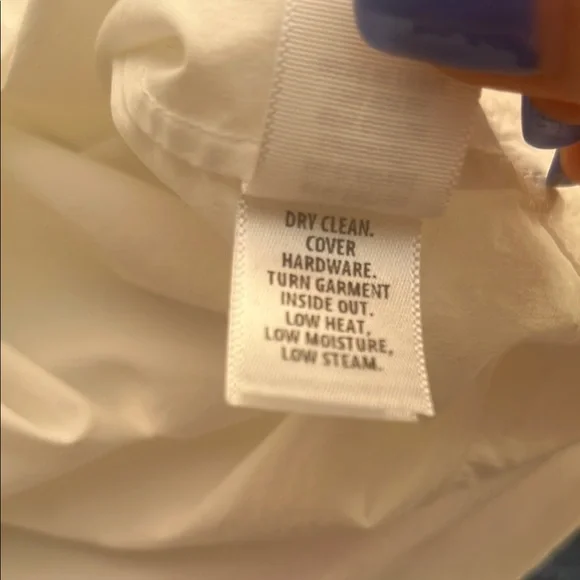 DRY CLEAN.
COVER
HARDWARE.
TURN GARMENT
INSIDE OUT.
LOW HEAT,
LOW MOISTURE,
LOW STEAM.